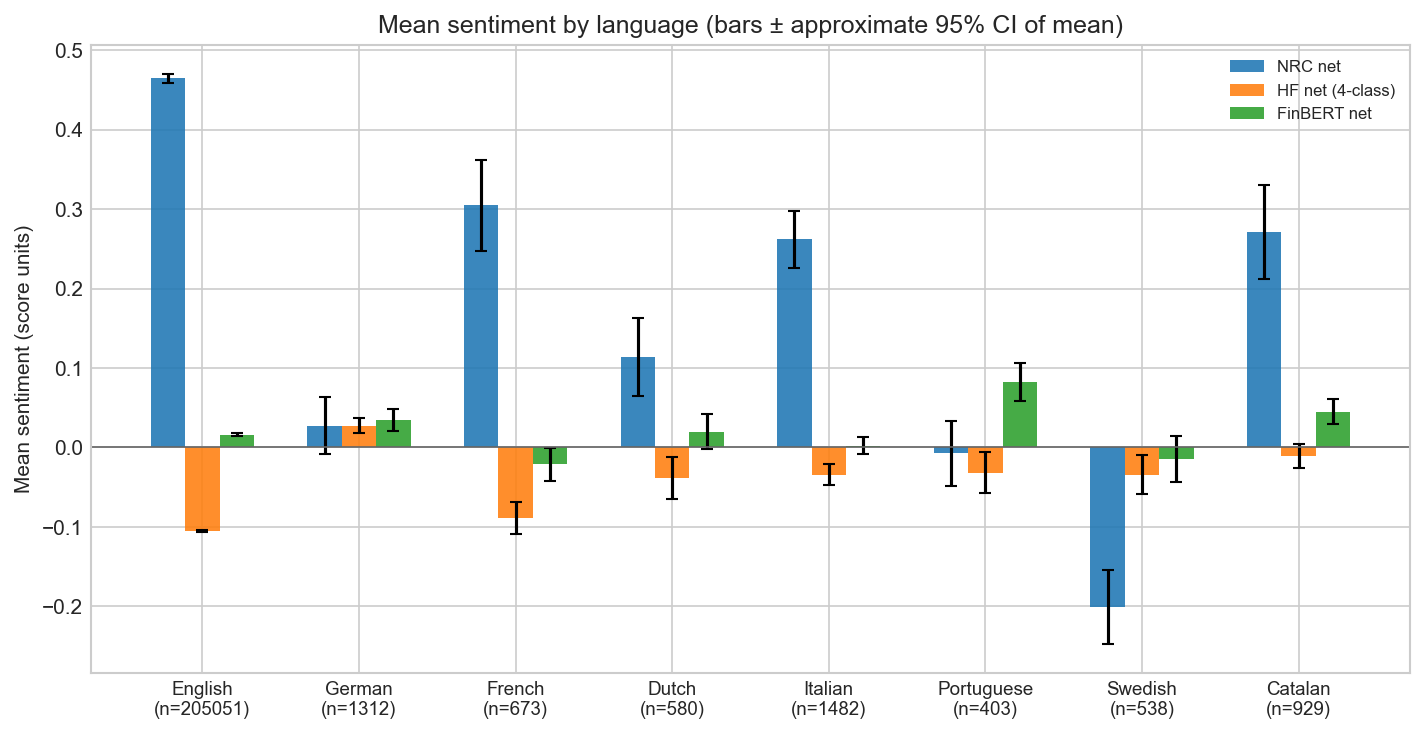 Mean sentiment by language (bars ± approximate 95% CI of mean)
NRC net
HF net (4-class)
FinBERT net
Mean sentiment (score units)
0.5
0.4
0.3
0.2
0.1
0.0
−0.1
−0.2
English
(n=205051)
German
(n=1312)
French
(n=673)
Dutch
(n=580)
Italian
(n=1482)
Portuguese
(n=403)
Swedish
(n=538)
Catalan
(n=929)